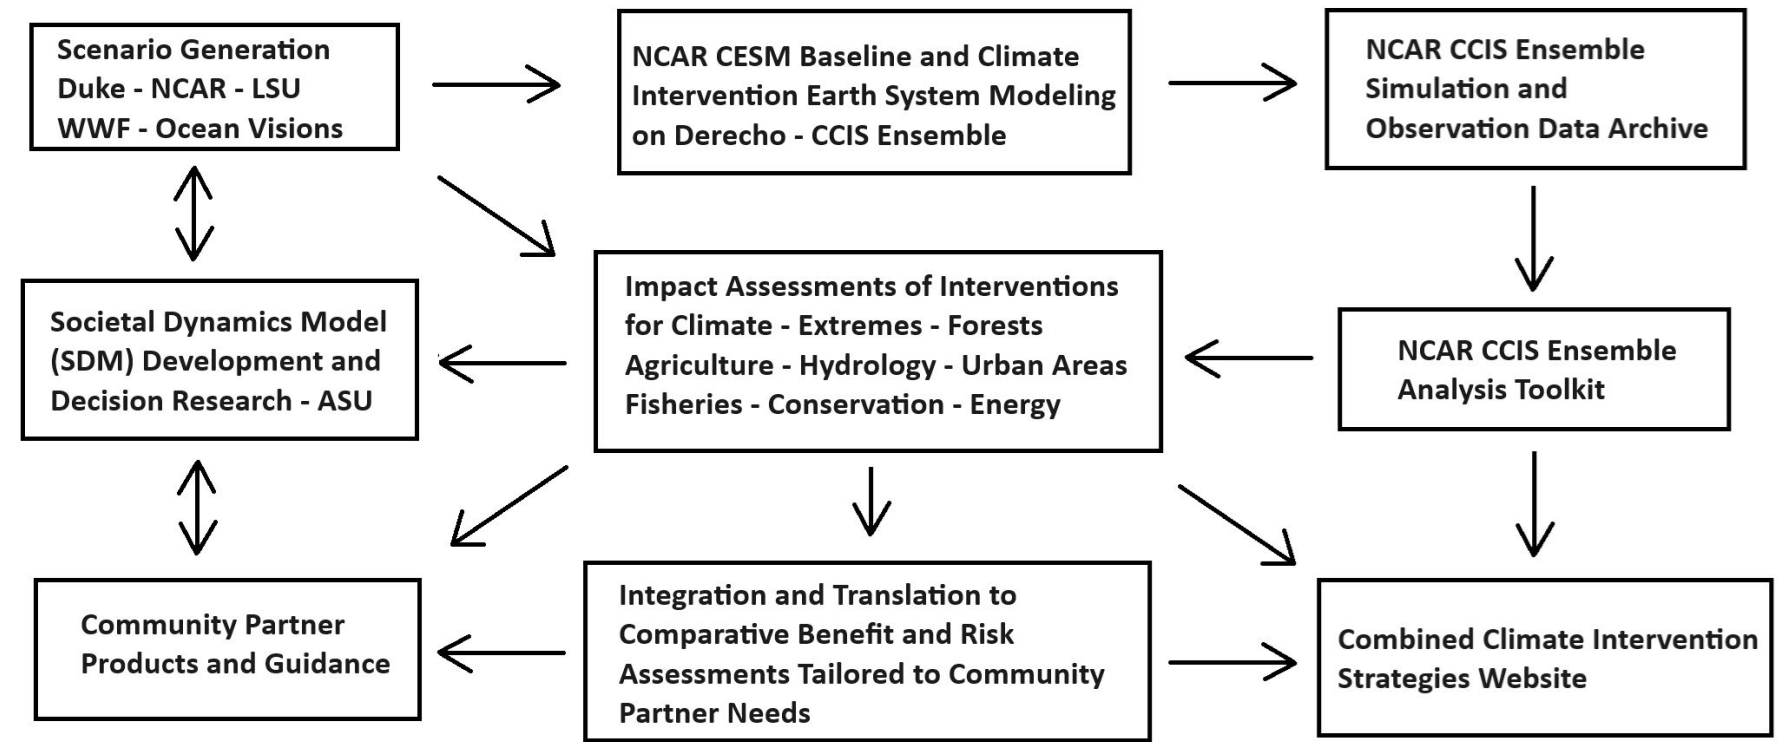 Scenario Generation
Duke - NCAR - LSU
WWF - Ocean Visions
NCAR CESM Baseline and Climate
Intervention Earth System Modeling
on Derecho - CCIS Ensemble
NCAR CCIS Ensemble
Simulation and
Observation Data Archive
Societal Dynamics Model
(SDM) Development and
Decision Research - ASU
Impact Assessments of Interventions
for Climate - Extremes - Forests
Agriculture - Hydrology - Urban Areas
Fisheries - Conservation - Energy
NCAR CCIS Ensemble
Analysis Toolkit
Community Partner
Products and Guidance
Integration and Translation to
Comparative Benefit and Risk
Assessments Tailored to Community
Partner Needs
Combined Climate Intervention
Strategies Website